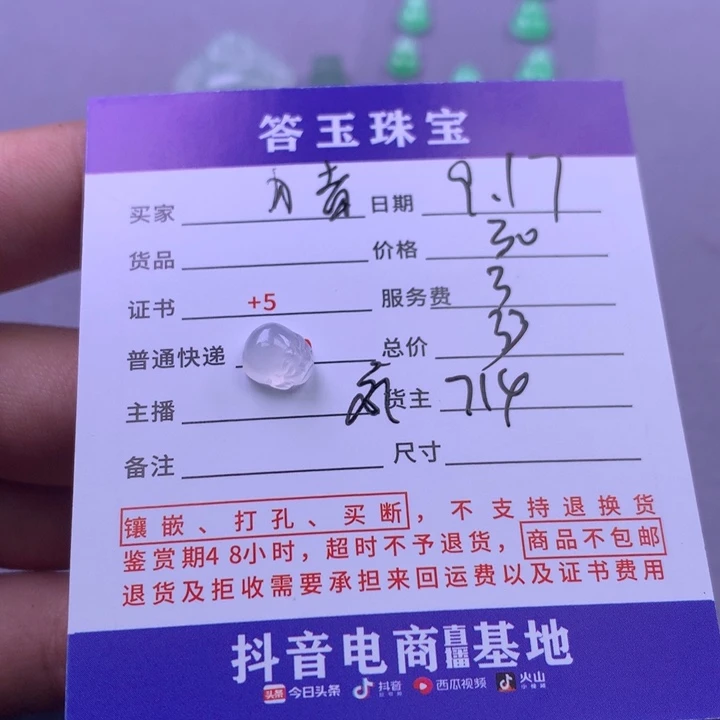 答玉珠宝
买家 日期 9.17
货品 价格 30
证书 +5 服务费 3
普通快递 总价 33
主播 货主 714
备注 尺寸
镶嵌、打孔、买断，不支持退换货
鉴赏期48小时，超时不予退货，商品不包邮
退货及拒收需要承担来回运费以及证书费用
抖音电商直播基地
头条 今日头条 抖音 西瓜视频 火山